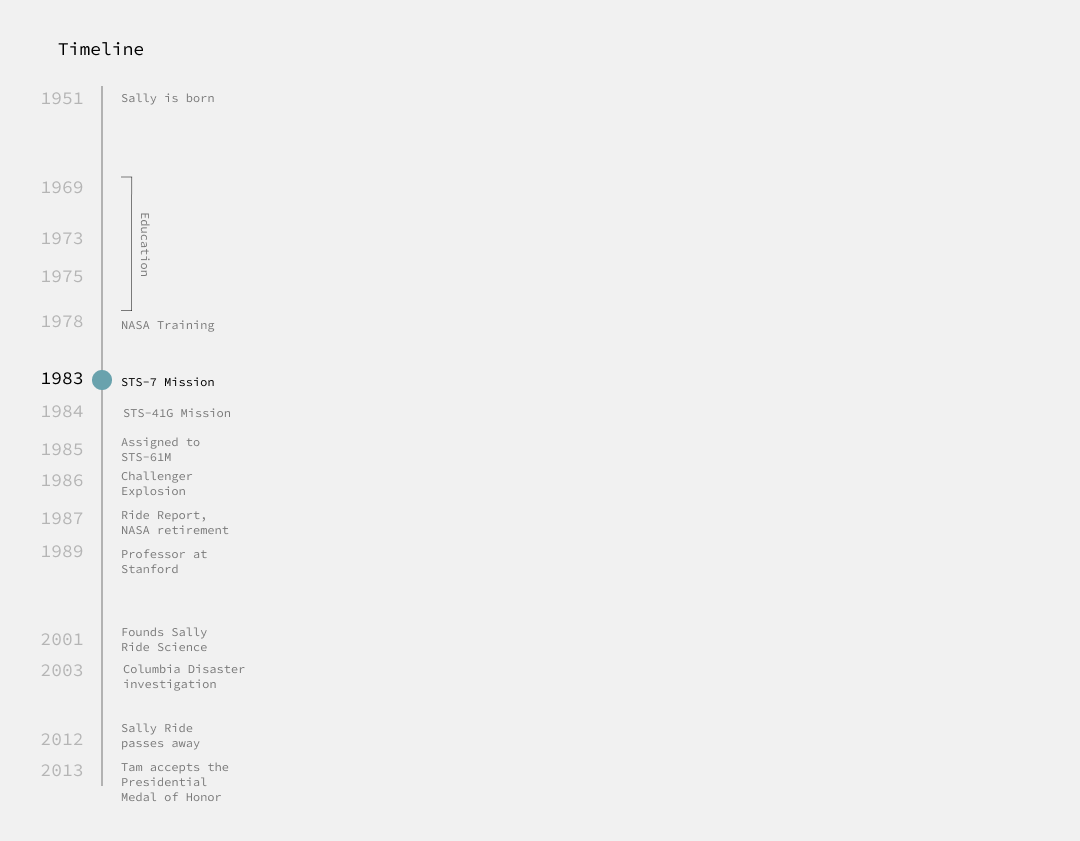 Timeline
1951 Sally is born
1969
Education
1973
1975
1978 NASA Training
1983 STS-7 Mission
1984 STS-41G Mission
1985 Assigned to
STS-61M
1986 Challenger
Explosion
1987 Ride Report,
NASA retirement
1989 Professor at
Stanford
2001 Founds Sally
Ride Science
2003 Columbia Disaster
investigation
2012 Sally Ride
passes away
2013 Tam accepts the
Presidential
Medal of Honor